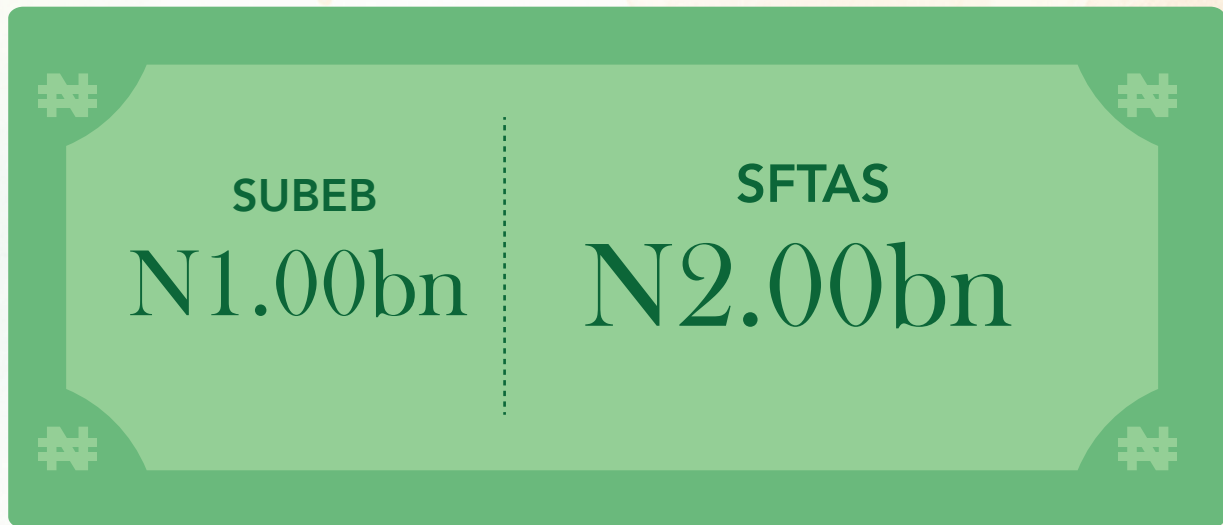 ₦ ₦
SUBEB
N1.00bn
SFTAS
N2.00bn
₦ ₦